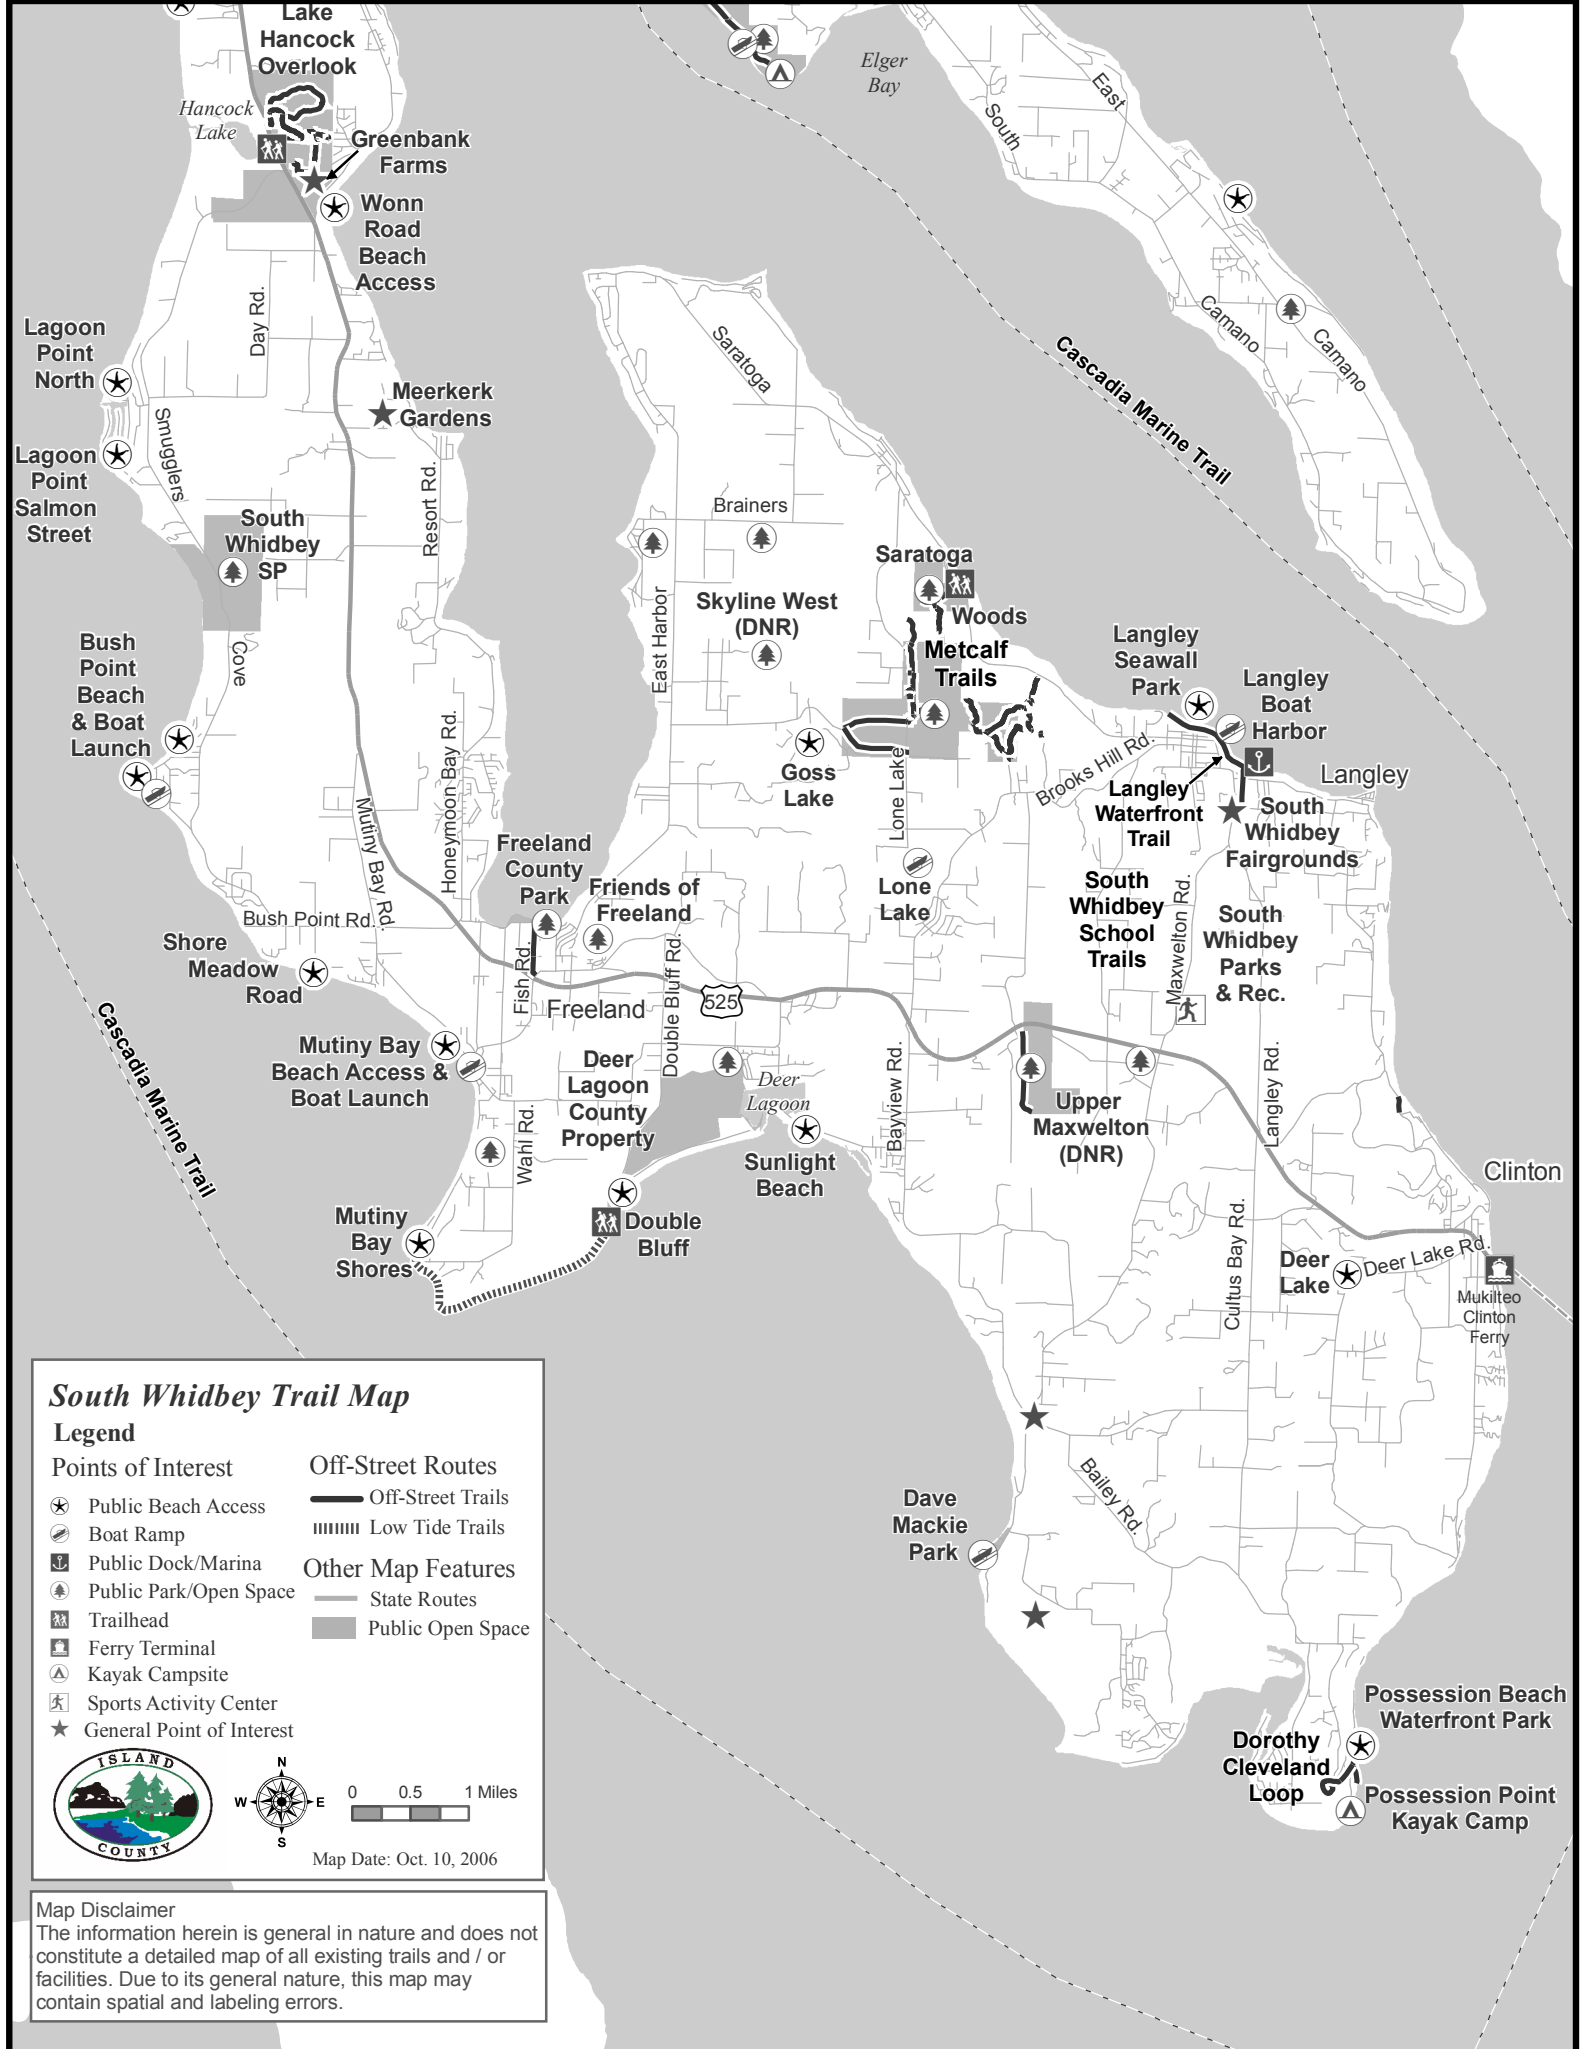 Lake
Hancock
Overlook
Hancock
Lake
Greenbank
Farms
Wonn
Road
Beach
Access
Elger
Bay
East
South
Camano
Camano
Cascadia Marine Trail
Day Rd.
Lagoon
Point
North
Meerkerk
Gardens
Smugglers
Lagoon
Point
Salmon
Street
Resort Rd.
South
Whidbey
SP
Cove
Saratoga
Brainers
East Harbor
Skyline West
(DNR)
Saratoga
Woods
Metcalf
Trails
Bush
Point
Beach
& Boat
Launch
Langley
Seawall
Park
Langley
Boat
Harbor
Goss
Lake
Lone Lake
Brooks Hill Rd.
Langley
Langley
Waterfront
Trail
South
Whidbey
Fairgrounds
Mutiny Bay Rd.
Honeymoon Bay Rd.
Freeland
County
Park
Friends of
Freeland
Lone
Lake
South
Whidbey
School
Trails
Maxwelton Rd.
South
Whidbey
Parks
& Rec.
Bush Point Rd.
Shore
Meadow
Road
Fish Rd.
Freeland
Double Bluff Rd.
525
Cascadia Marine Trail
Mutiny Bay
Beach Access &
Boat Launch
Deer
Lagoon
County
Property
Deer
Lagoon
Bayview Rd.
Langley Rd.
Upper
Maxwelton
(DNR)
Wahl Rd.
Sunlight
Beach
Clinton
Mutiny
Bay
Shores
Double
Bluff
Cultus Bay Rd.
Deer
Lake
Deer Lake Rd.
Mukilteo
Clinton
Ferry
Bailey Rd.
Dave
Mackie
Park
Possession Beach
Waterfront Park
Dorothy
Cleveland
Loop
Possession Point
Kayak Camp
South Whidbey Trail Map
Legend
Points of Interest
Public Beach Access
Boat Ramp
Public Dock/Marina
Public Park/Open Space
Trailhead
Ferry Terminal
Kayak Campsite
Sports Activity Center
General Point of Interest
Off-Street Routes
Off-Street Trails
Low Tide Trails
Other Map Features
State Routes
Public Open Space
ISLAND
COUNTY
N
W E
S
0 0.5 1 Miles
Map Date: Oct. 10, 2006
Map Disclaimer
The information herein is general in nature and does not
constitute a detailed map of all existing trails and / or
facilities. Due to its general nature, this map may
contain spatial and labeling errors.